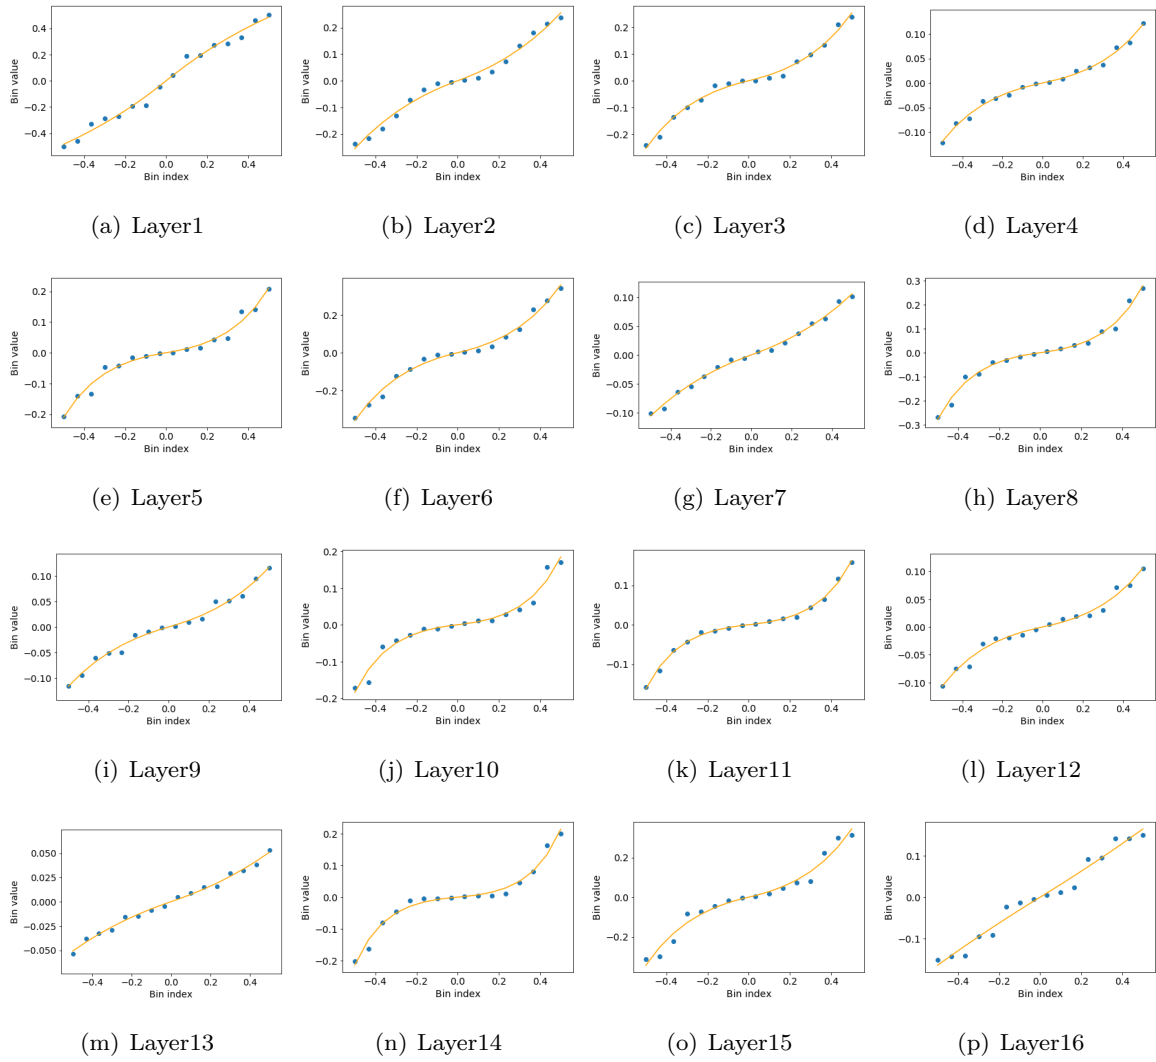 0.4
0.2
0.0
−0.2
−0.4
Bin value
−0.4 −0.2 0.0 0.2 0.4
Bin index
(a) Layer1
0.2
0.1
0.0
−0.1
−0.2
Bin value
−0.4 −0.2 0.0 0.2 0.4
Bin index
(b) Layer2
0.2
0.1
0.0
−0.1
−0.2
Bin value
−0.4 −0.2 0.0 0.2 0.4
Bin index
(c) Layer3
0.10
0.05
0.00
−0.05
−0.10
Bin value
−0.4 −0.2 0.0 0.2 0.4
Bin index
(d) Layer4
0.2
0.1
0.0
−0.1
−0.2
Bin value
−0.4 −0.2 0.0 0.2 0.4
Bin index
(e) Layer5
0.2
0.0
−0.2
Bin value
−0.4 −0.2 0.0 0.2 0.4
Bin index
(f) Layer6
0.10
0.05
0.00
−0.05
−0.10
Bin value
−0.4 −0.2 0.0 0.2 0.4
Bin index
(g) Layer7
0.3
0.2
0.1
0.0
−0.1
−0.2
−0.3
Bin value
−0.4 −0.2 0.0 0.2 0.4
Bin index
(h) Layer8
0.10
0.05
0.00
−0.05
−0.10
Bin value
−0.4 −0.2 0.0 0.2 0.4
Bin index
(i) Layer9
0.2
0.1
0.0
−0.1
−0.2
Bin value
−0.4 −0.2 0.0 0.2 0.4
Bin index
(j) Layer10
0.1
0.0
−0.1
Bin value
−0.4 −0.2 0.0 0.2 0.4
Bin index
(k) Layer11
0.10
0.05
0.00
−0.05
−0.10
Bin value
−0.4 −0.2 0.0 0.2 0.4
Bin index
(l) Layer12
0.050
0.025
0.000
−0.025
−0.050
Bin value
−0.4 −0.2 0.0 0.2 0.4
Bin index
(m) Layer13
0.2
0.1
0.0
−0.1
−0.2
Bin value
−0.4 −0.2 0.0 0.2 0.4
Bin index
(n) Layer14
0.2
0.0
−0.2
Bin value
−0.4 −0.2 0.0 0.2 0.4
Bin index
(o) Layer15
0.1
0.0
−0.1
Bin value
−0.4 −0.2 0.0 0.2 0.4
Bin index
(p) Layer16